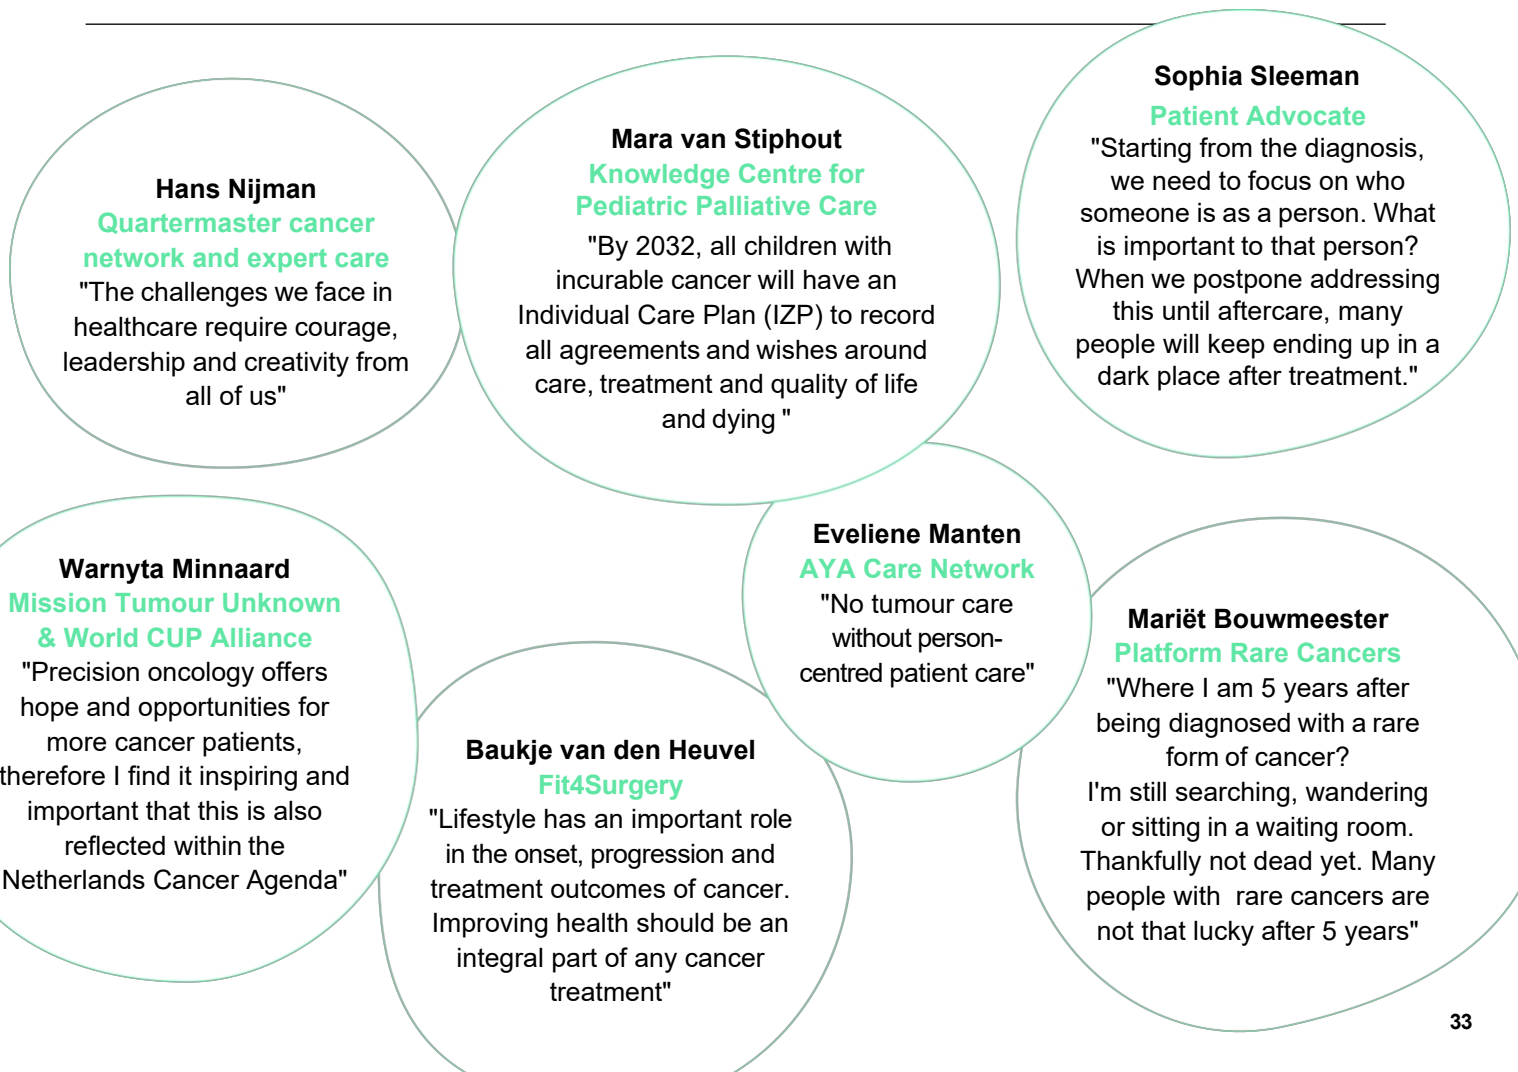 Hans Nijman
Quartermaster cancer
network and expert care
"The challenges we face in
healthcare require courage,
leadership and creativity from
all of us"
Mara van Stiphout
Knowledge Centre for
Pediatric Palliative Care
"By 2032, all children with
incurable cancer will have an
Individual Care Plan (IZP) to record
all agreements and wishes around
care, treatment and quality of life
and dying "
Sophia Sleeman
Patient Advocate
"Starting from the diagnosis,
we need to focus on who
someone is as a person. What
is important to that person?
When we postpone addressing
this until aftercare, many
people will keep ending up in a
dark place after treatment."
Warnyta Minnaard
Mission Tumour Unknown
& World CUP Alliance
"Precision oncology offers
hope and opportunities for
more cancer patients,
therefore I find it inspiring and
important that this is also
reflected within the
Netherlands Cancer Agenda"
Baukje van den Heuvel
Fit4Surgery
"Lifestyle has an important role
in the onset, progression and
treatment outcomes of cancer.
Improving health should be an
integral part of any cancer
treatment"
Eveliene Manten
AYA Care Network
"No tumour care
without person-
centred patient care"
Mariët Bouwmeester
Platform Rare Cancers
"Where I am 5 years after
being diagnosed with a rare
form of cancer?
I'm still searching, wandering
or sitting in a waiting room.
Thankfully not dead yet. Many
people with  rare cancers are
not that lucky after 5 years"
33